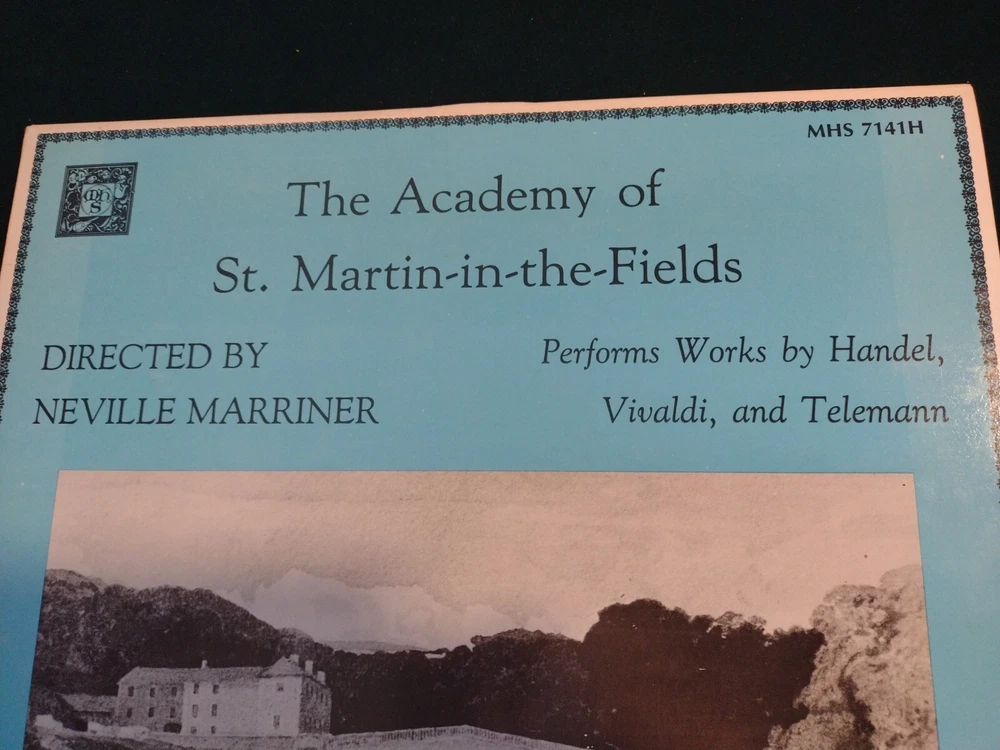 MHS 7141H
mh
S
The Academy of
St. Martin-in-the-Fields
DIRECTED BY
NEVILLE MARRINER
Performs Works by Handel,
Vivaldi, and Telemann